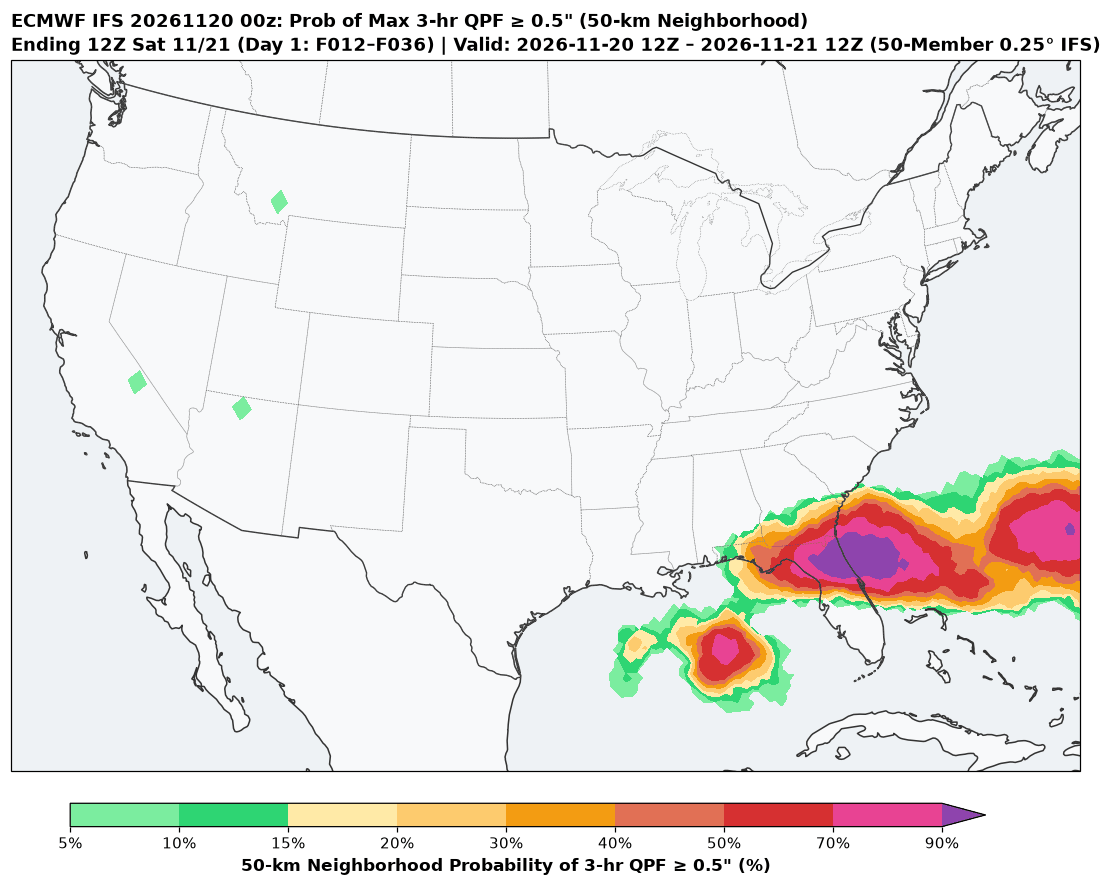 ECMWF IFS 20261120 00z: Prob of Max 3-hr QPF ≥ 0.5" (50-km Neighborhood)
Ending 12Z Sat 11/21 (Day 1: F012–F036) | Valid: 2026-11-20 12Z – 2026-11-21 12Z (50-Member 0.25° IFS)
5% 10% 15% 20% 30% 40% 50% 70% 90%
50-km Neighborhood Probability of 3-hr QPF ≥ 0.5" (%)